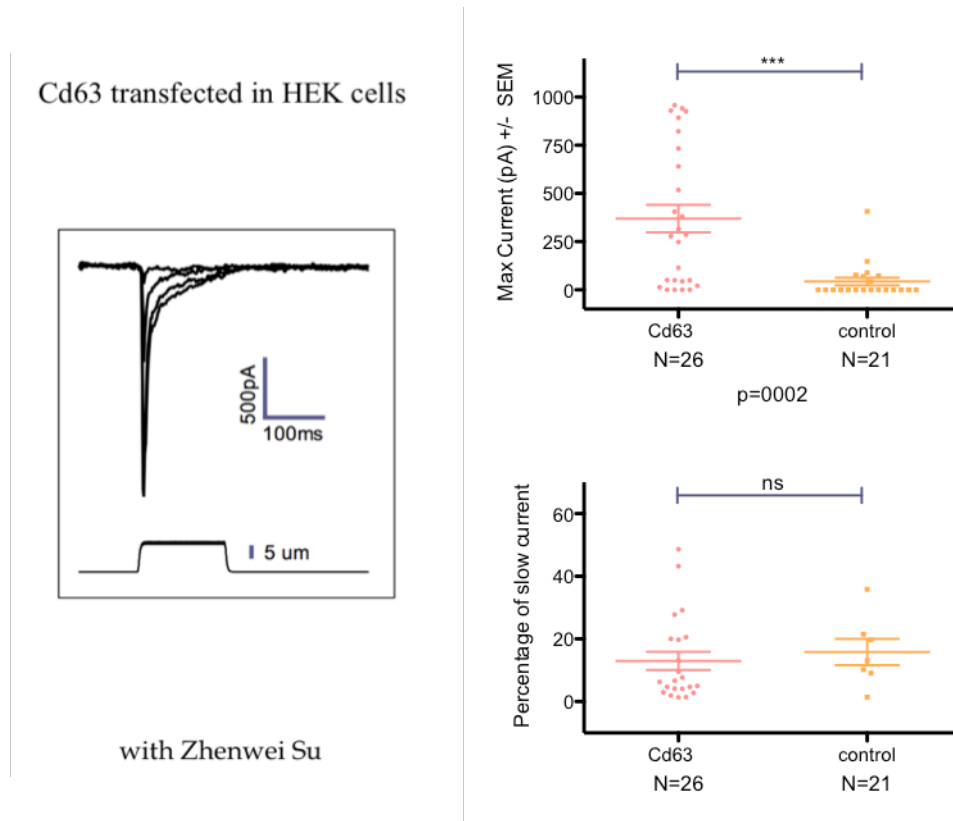 Cd63 transfected in HEK cells
500pA
100ms
5 um
with Zhenwei Su
***
Max Current (pA) +/- SEM
1000
750
500
250
0
Cd63 control
N=26 N=21
p=0002
ns
Percentage of slow current
60
40
20
0
Cd63 control
N=26 N=21